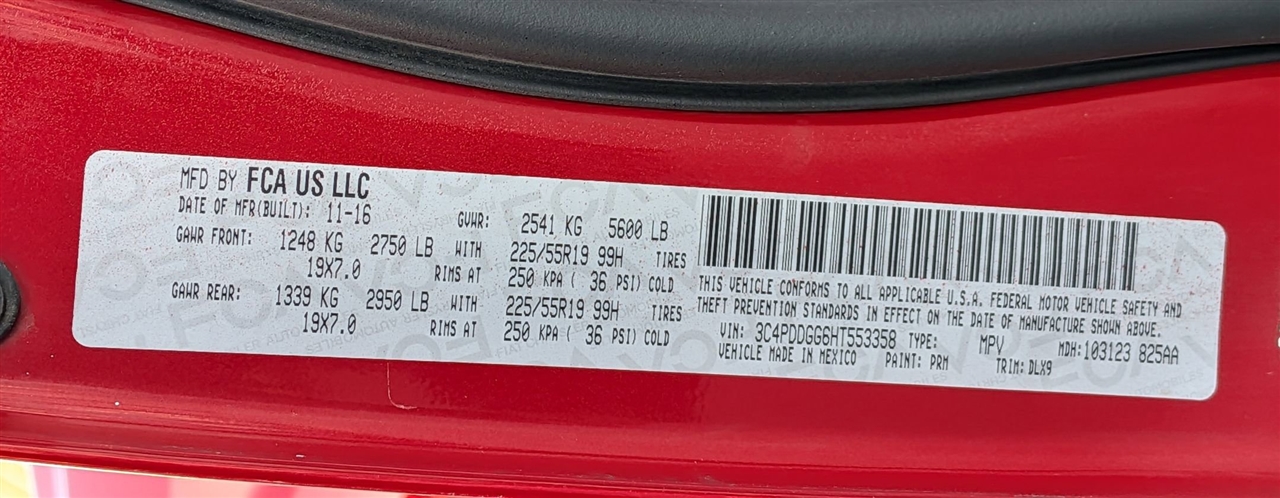 MFD BY FCA US LLC
DATE OF MFR(BUILT): 11-16 GVWR: 2541 KG 5600 LB
GAWR FRONT: 1248 KG 2750 LB WITH 225/55R19 99H TIRES
19X7.0 RIMS AT 250 KPA ( 36 PSI) COLD
GAWR REAR: 1339 KG 2950 LB WITH 225/55R19 99H TIRES
19X7.0 RIMS AT 250 KPA ( 36 PSI) COLD
THIS VEHICLE CONFORMS TO ALL APPLICABLE U.S.A. FEDERAL MOTOR VEHICLE SAFETY AND
THEFT PREVENTION STANDARDS IN EFFECT ON THE DATE OF MANUFACTURE SHOWN ABOVE.
VIN: 3C4PDDGG6HT553358 TYPE: MPV MDH: 103123 825AA
VEHICLE MADE IN MEXICO PAINT: PRM TRIM: DLX9